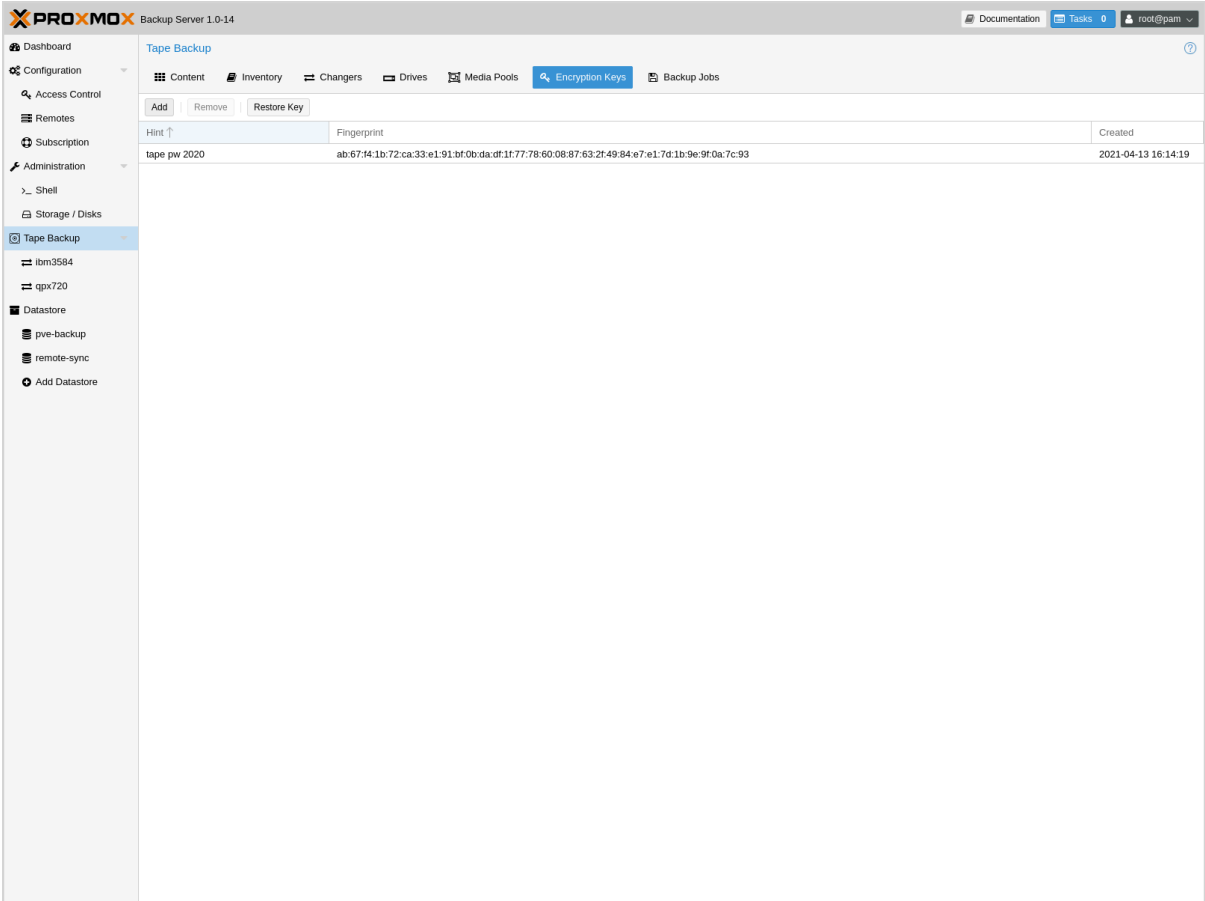 PROXMOX Backup Server 1.0-14 Documentation Tasks 0 root@pam
Dashboard
Configuration
Access Control
Remotes
Subscription
Administration
Shell
Storage / Disks
Tape Backup
ibm3584
qpx720
Datastore
pve-backup
remote-sync
Add Datastore
Tape Backup
Content Inventory Changers Drives Media Pools Encryption Keys Backup Jobs
Add Remove Restore Key
Hint Fingerprint Created
tape pw 2020 ab:67:f4:1b:72:ca:33:e1:91:bf:0b:da:df:1f:77:78:60:08:87:63:2f:49:84:e7:e1:7d:1b:9e:9f:0a:7c:93 2021-04-13 16:14:19